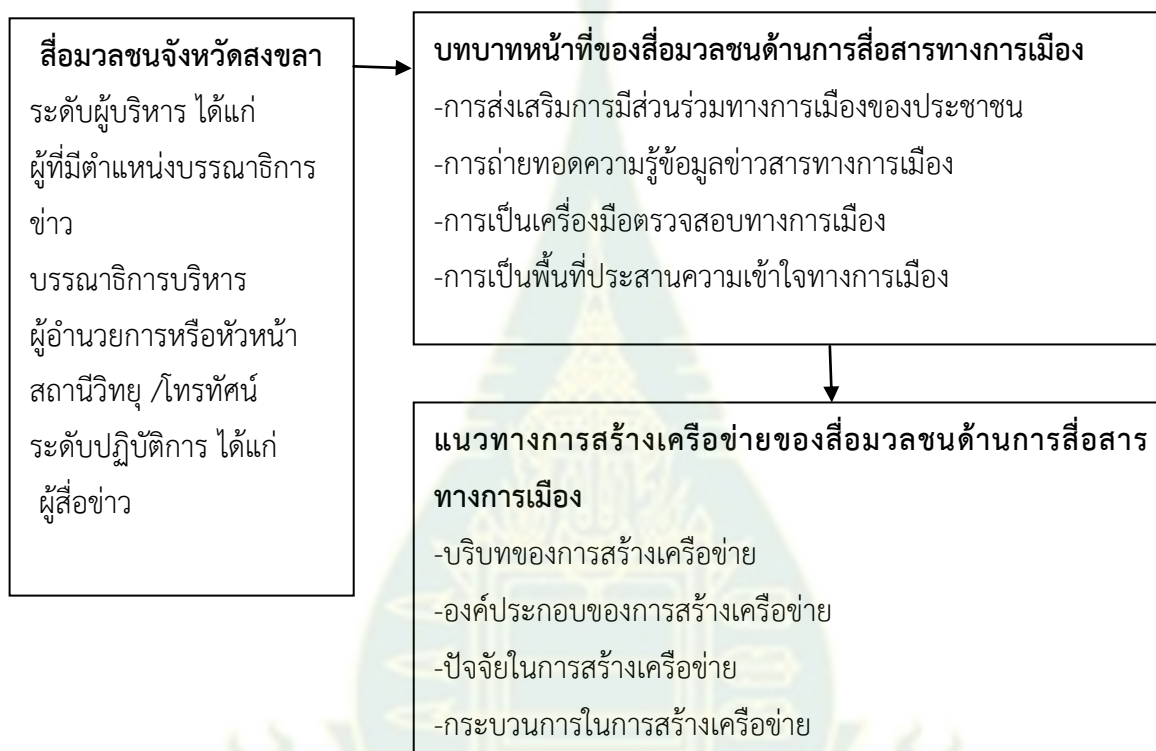 สื่อมวลชนจังหวัดสงขลา
ระดับผู้บริหาร ได้แก่
ผู้ที่มีตำแหน่งบรรณาธิการ
ข่าว
บรรณาธิการบริหาร
ผู้อำนวยการหรือหัวหน้า
สถานีวิทยุ /โทรทัศน์
ระดับปฏิบัติการ ได้แก่
ผู้สื่อข่าว
บทบาทหน้าที่ของสื่อมวลชนด้านการสื่อสารทางการเมือง
-การส่งเสริมการมีส่วนร่วมทางการเมืองของประชาชน
-การถ่ายทอดความรู้ข้อมูลข่าวสารทางการเมือง
-การเป็นเครื่องมือตรวจสอบทางการเมือง
-การเป็นพื้นที่ประสานความเข้าใจทางการเมือง
แนวทางการสร้างเครือข่ายของสื่อมวลชนด้านการสื่อสาร
ทางการเมือง
-บริบทของการสร้างเครือข่าย
-องค์ประกอบของการสร้างเครือข่าย
-ปัจจัยในการสร้างเครือข่าย
-กระบวนการในการสร้างเครือข่าย